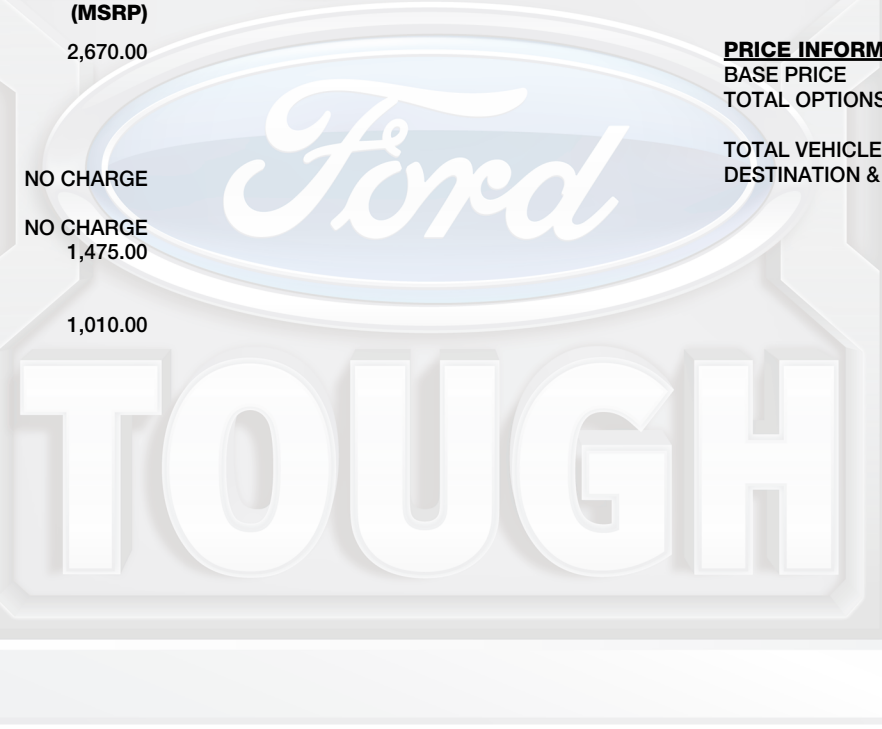 (MSRP)
2,670.00
NO CHARGE
NO CHARGE
1,475.00
1,010.00
PRICE INFORM
BASE PRICE
TOTAL OPTIONS
TOTAL VEHICLE
DESTINATION &
Ford
TOUGH